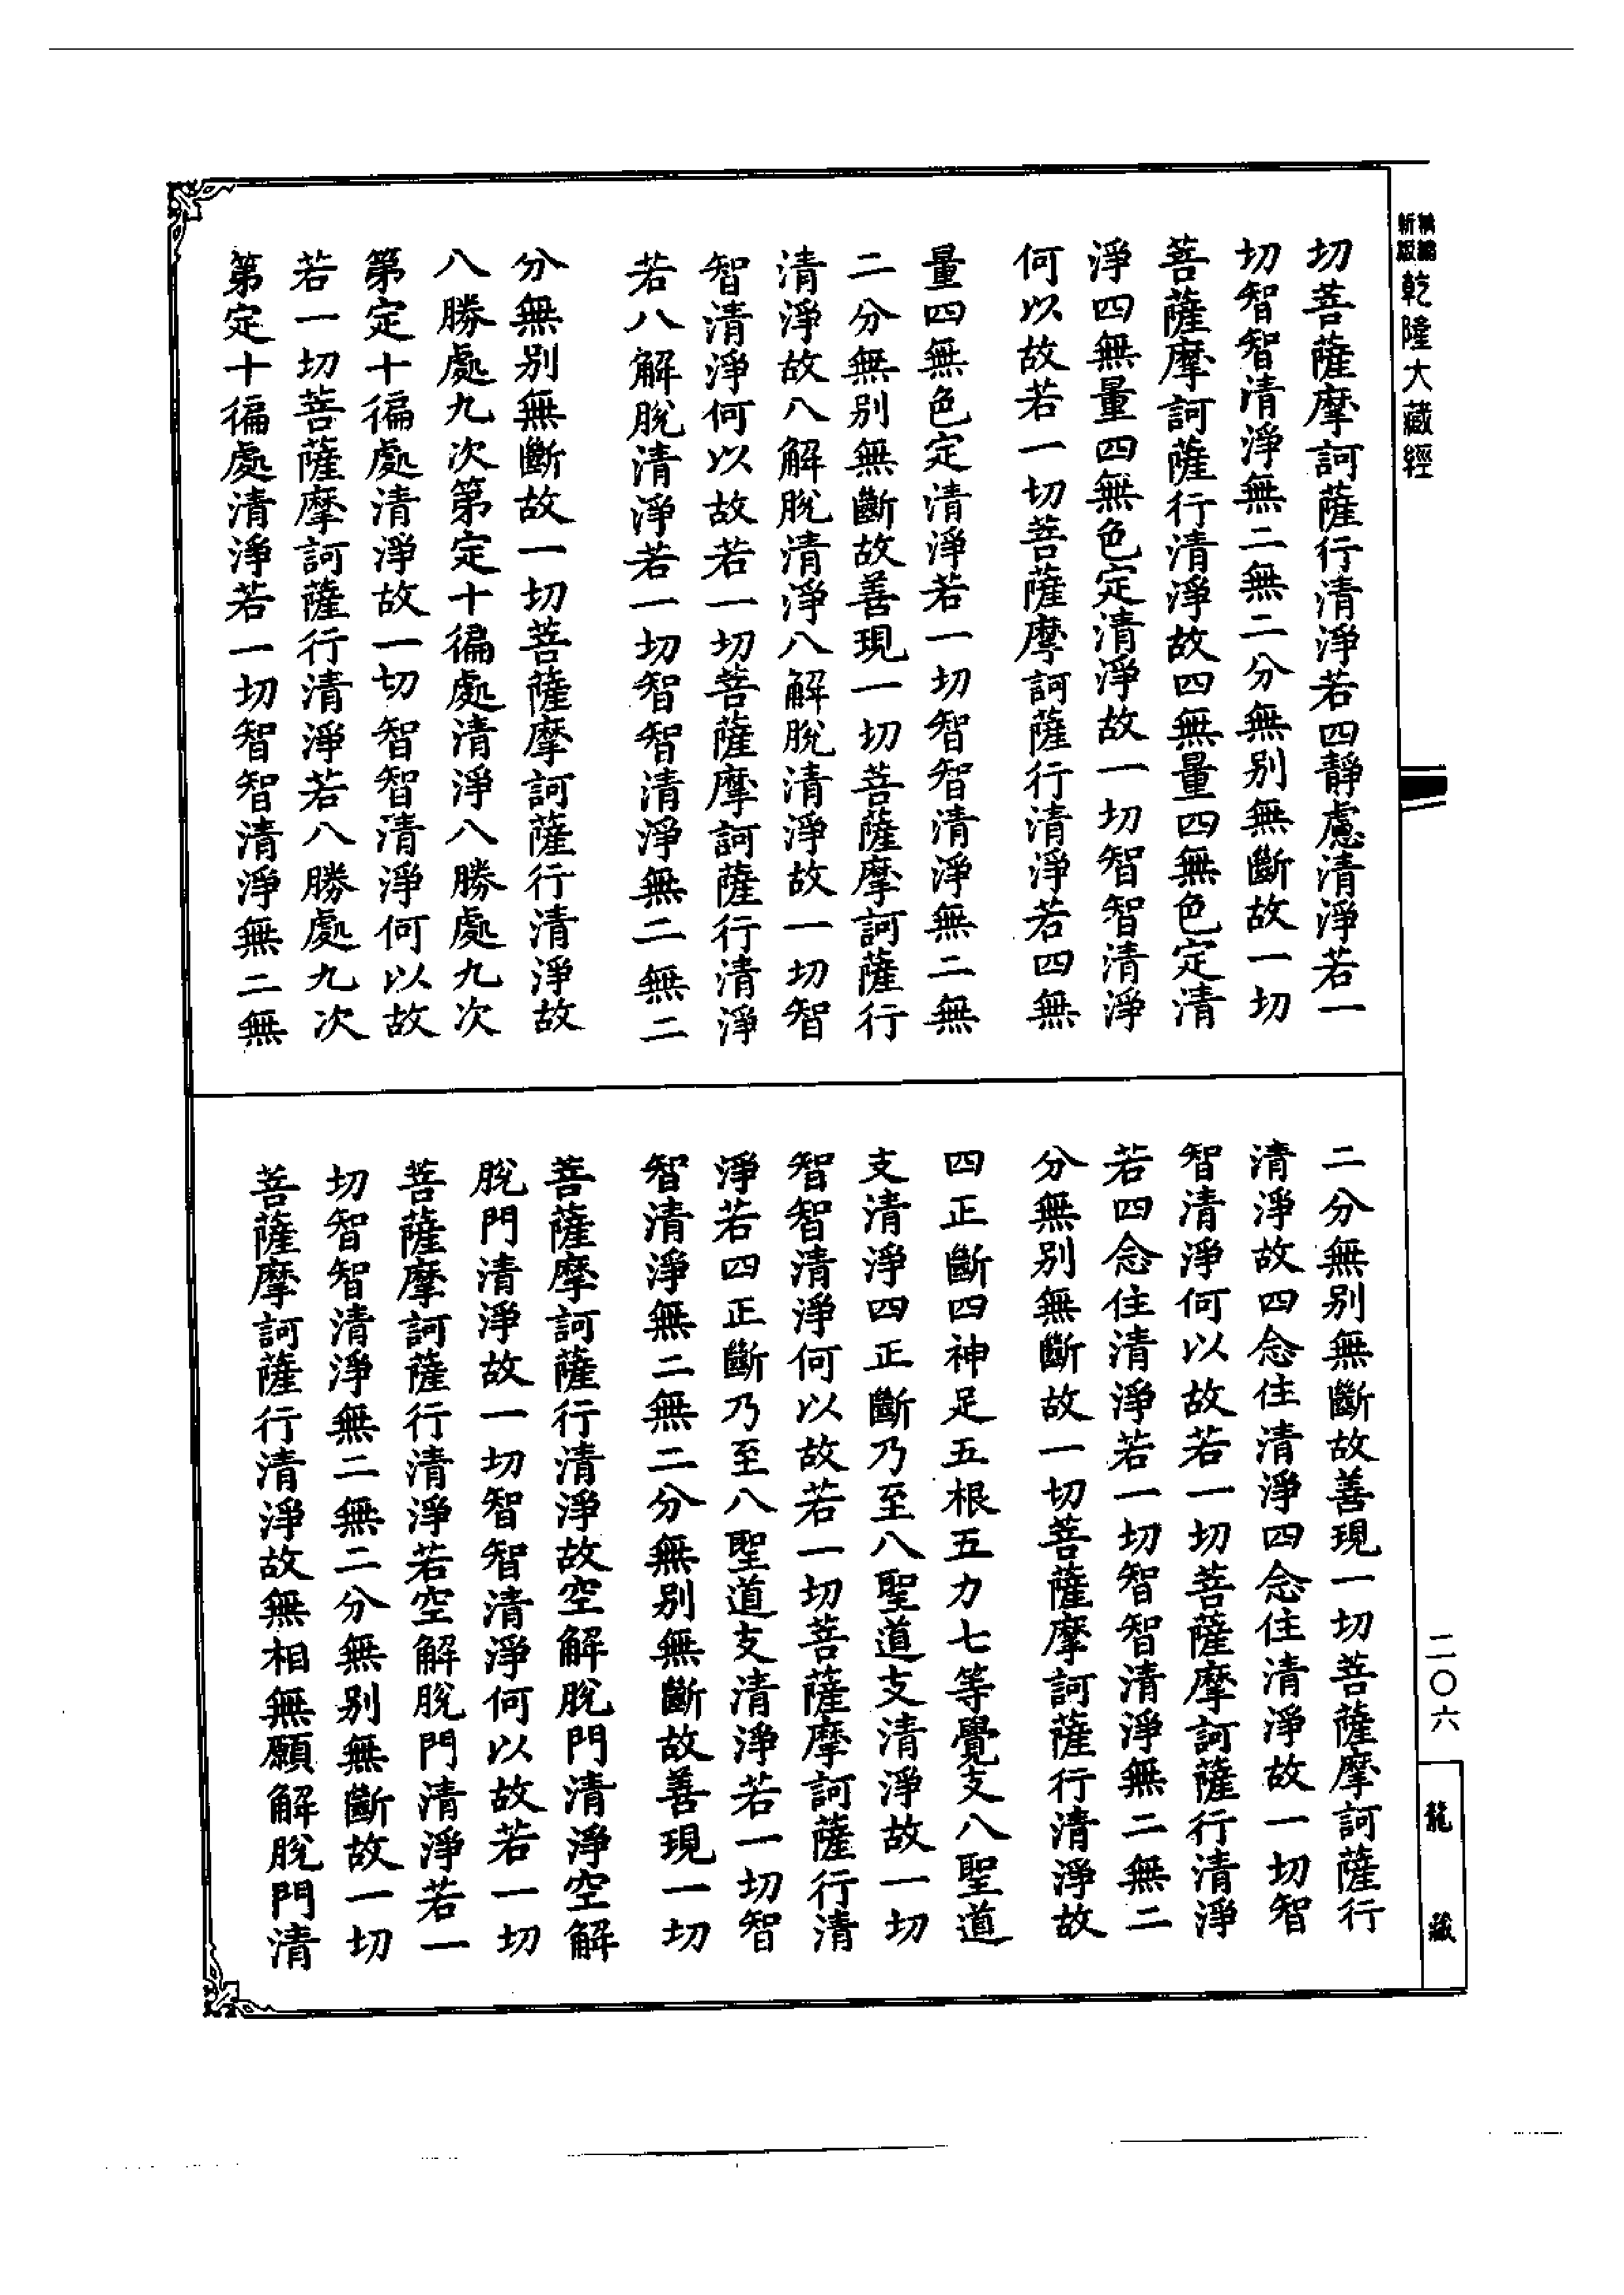 新編縮版乾隆大藏經
切菩薩摩訶薩行清淨若四靜慮清淨若一
切智智清淨無二無二分無別無斷故一切
菩薩摩訶薩行清淨故四無量四無色定清
淨四無量四無色定清淨故一切智智清淨
何以故若一切菩薩摩訶薩行清淨若四無
量四無色定清淨若一切智智清淨無二無
二分無別無斷故善現一切菩薩摩訶薩行
清淨故八解脫清淨八解脫清淨故一切智
智清淨何以故若一切菩薩摩訶薩行清淨
若八解脫清淨若一切智智清淨無二無二
分無別無斷故一切菩薩摩訶薩行清淨故
八勝處九次第定十徧處清淨八勝處九次
第定十徧處清淨故一切智智清淨何以故
若一切菩薩摩訶薩行清淨若八勝處九次
第定十徧處清淨若一切智智清淨無二無
二分無別無斷故善現一切菩薩摩訶薩行
清淨故四念住清淨四念住清淨故一切智
智清淨何以故若一切菩薩摩訶薩行清淨
若四念住清淨若一切智智清淨無二無二
分無別無斷故一切菩薩摩訶薩行清淨故
四正斷四神足五根五力七等覺支八聖道
支清淨四正斷乃至八聖道支清淨故一切
智智清淨何以故若一切菩薩摩訶薩行清
淨若四正斷乃至八聖道支清淨若一切智
智清淨無二無二分無別無斷故善現一切
菩薩摩訶薩行清淨故空解脫門清淨空解
脫門清淨故一切智智清淨何以故若一切
菩薩摩訶薩行清淨若空解脫門清淨若一
切智智清淨無二無二分無別無斷故一切
菩薩摩訶薩行清淨故無相無願解脫門清
二〇六
龍藏